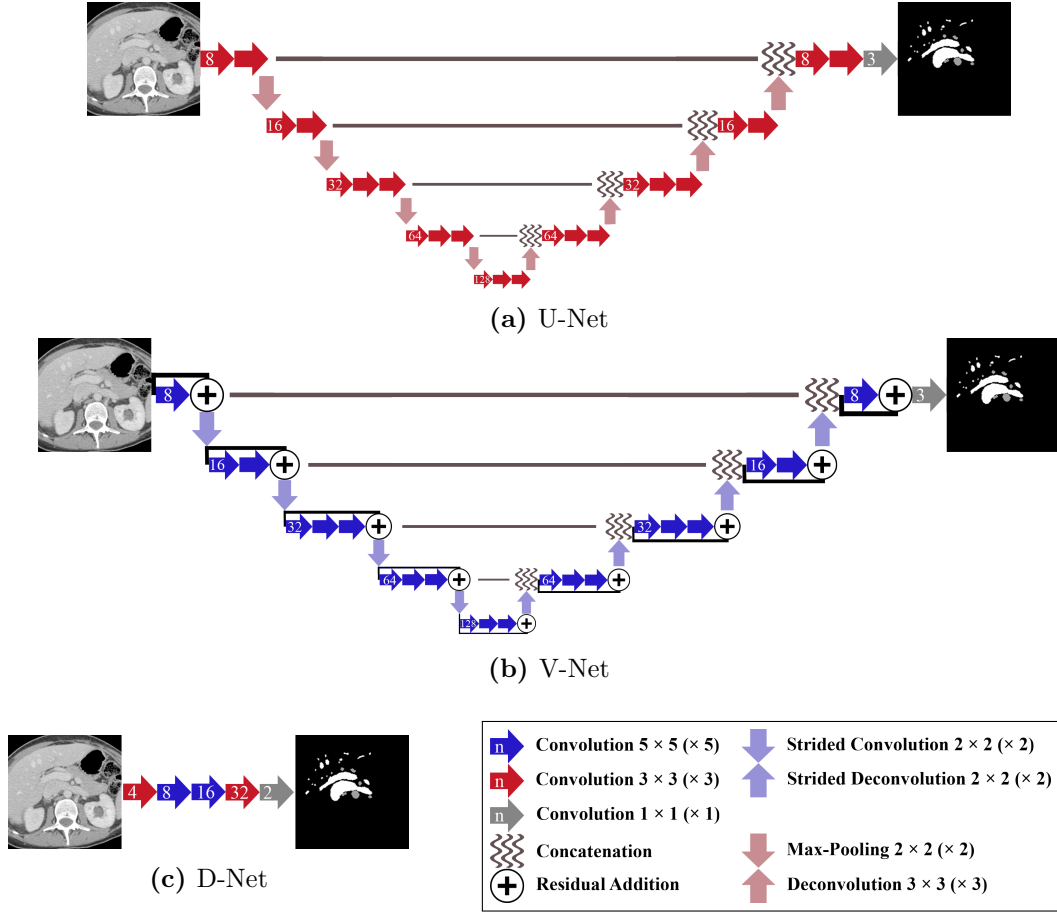 8 8 3
16 16
32 32
64 64
128
(a) U-Net
8 8 3
16 16
32 32
64 64
128
(b) V-Net
4 8 16 32 2
(c) D-Net
n Convolution 5 × 5 (× 5)
n Convolution 3 × 3 (× 3)
n Convolution 1 × 1 (× 1)
Concatenation
Residual Addition
Strided Convolution 2 × 2 (× 2)
Strided Deconvolution 2 × 2 (× 2)
Max-Pooling 2 × 2 (× 2)
Deconvolution 3 × 3 (× 3)